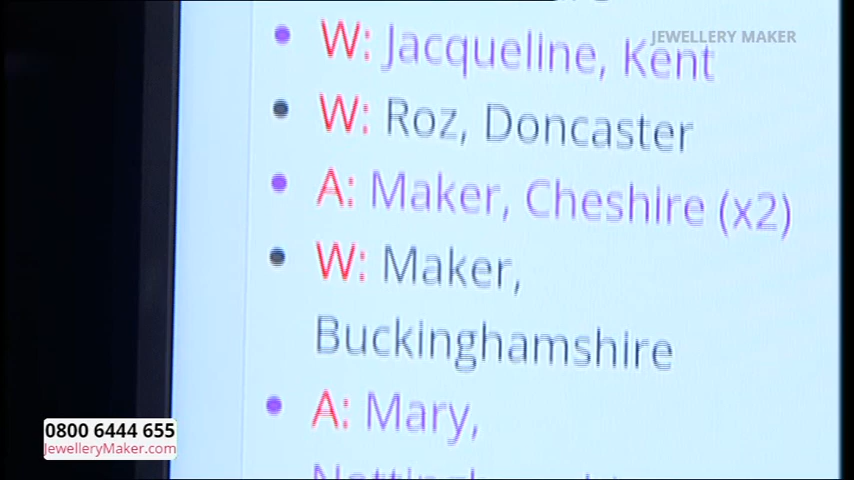 JEWELLERY MAKER
W: Jacqueline, Kent
W: Roz, Doncaster
A: Maker, Cheshire (x2)
W: Maker,
Buckinghamshire
A: Mary,
0800 6444 655
JewelleryMaker.com